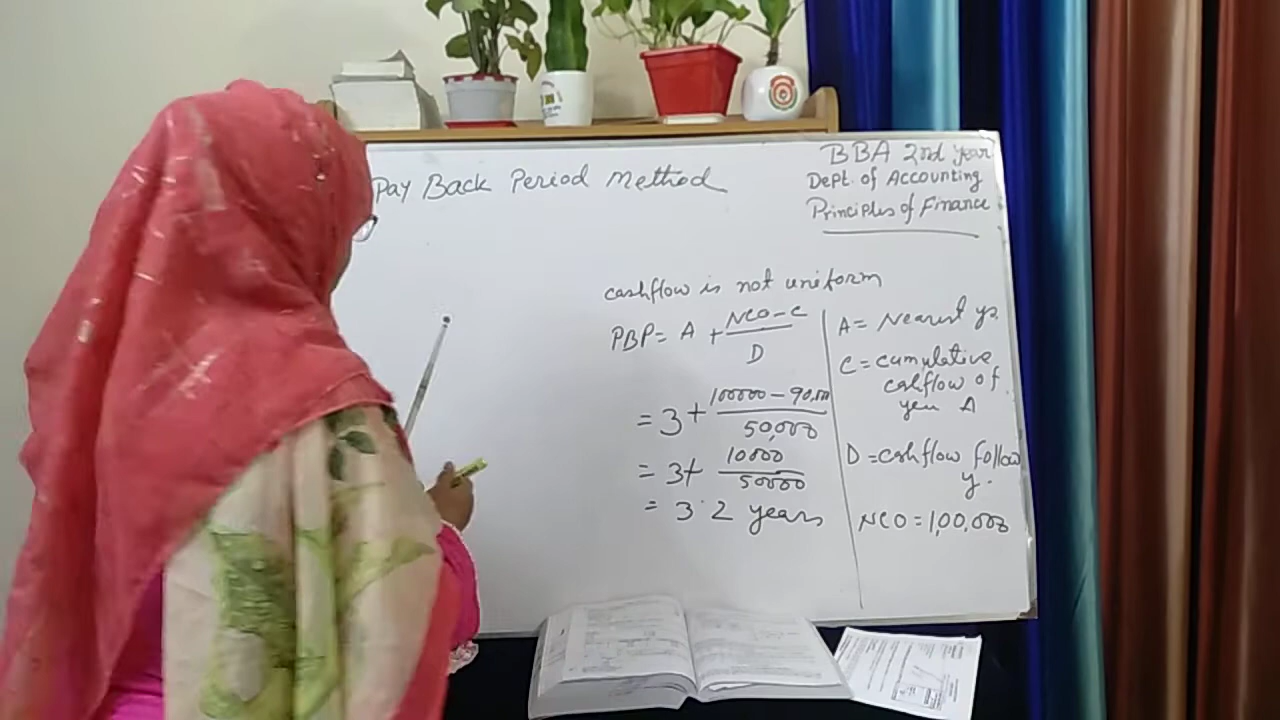 BBA 2nd Year
Dept. of Accounting
Principles of Finance
Pay Back Period Method
cashflow is not uniform
PBP = A + NCO - C / D
= 3 + 100000 - 90,000 / 50,000
= 3 + 10000 / 50000
= 3.2 years
A = Nearest yr.
C = cumulative
cashflow of
year A
D = cashflow follow
y.
NCO = 1,00,000